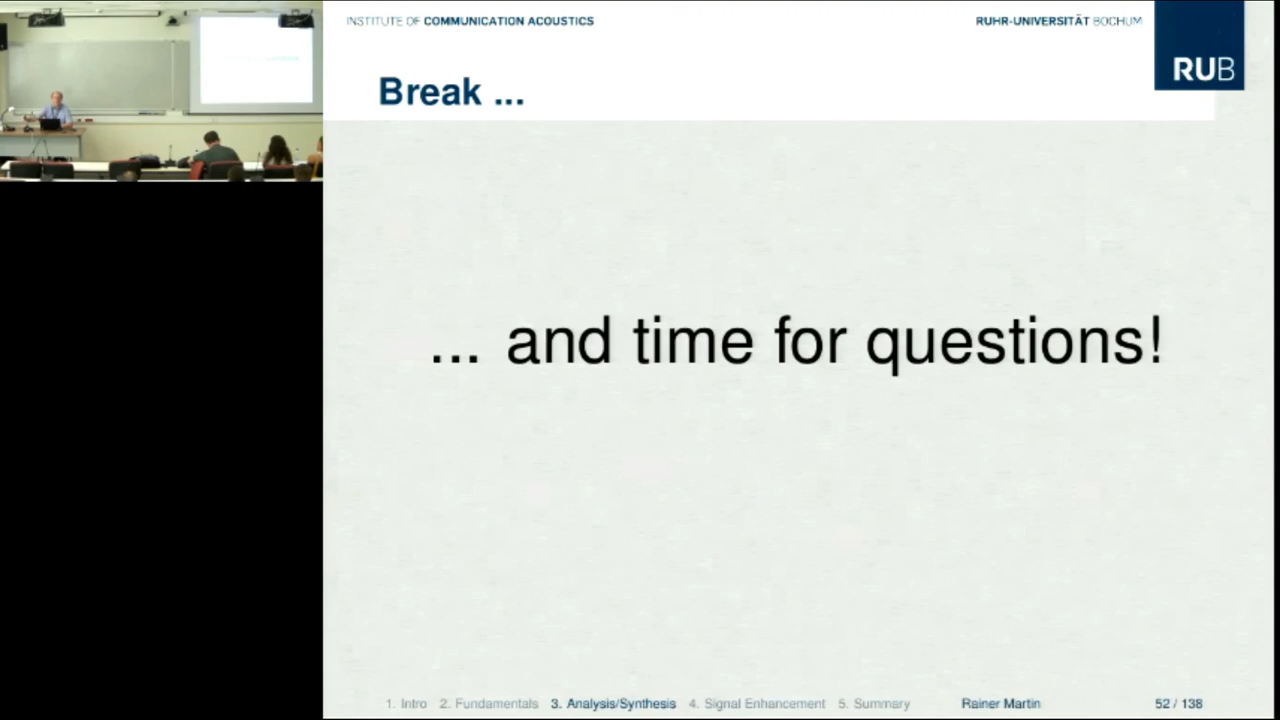 INSTITUTE OF COMMUNICATION ACOUSTICS
RUHR-UNIVERSITÄT BOCHUM
RUB
Break ...
... and time for questions!
1. Intro 2. Fundamentals 3. Analysis/Synthesis 4. Signal Enhancement 5. Summary Rainer Martin 52 / 138